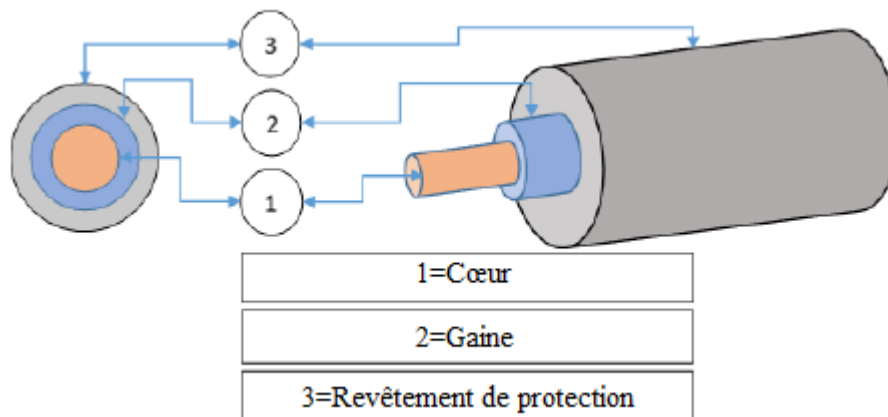 3
2
1
1=Cœur
2=Gaine
3=Revêtement de protection